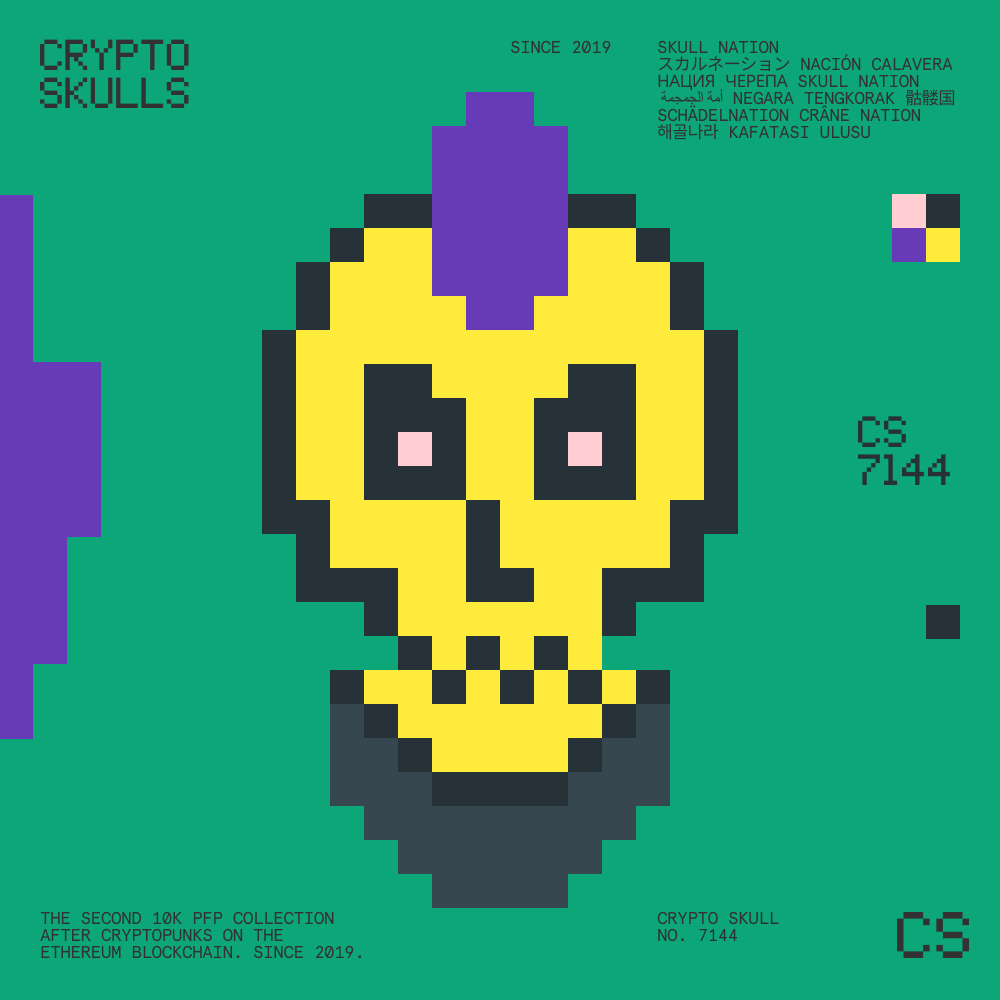 CRYPTO
SKULLS
SINCE 2019
SKULL NATION
スカルネーション NACIÓN CALAVERA
НАЦИЯ ЧЕРЕПА SKULL NATION
أمة الجمجمة NEGARA TENGKORAK 骷髅国
SCHÄDELNATION CRÂNE NATION
해골나라 KAFATASI ULUSU
CS
7144
THE SECOND 10K PFP COLLECTION
AFTER CRYPTOPUNKS ON THE
ETHEREUM BLOCKCHAIN. SINCE 2019.
CRYPTO SKULL
NO. 7144
CS